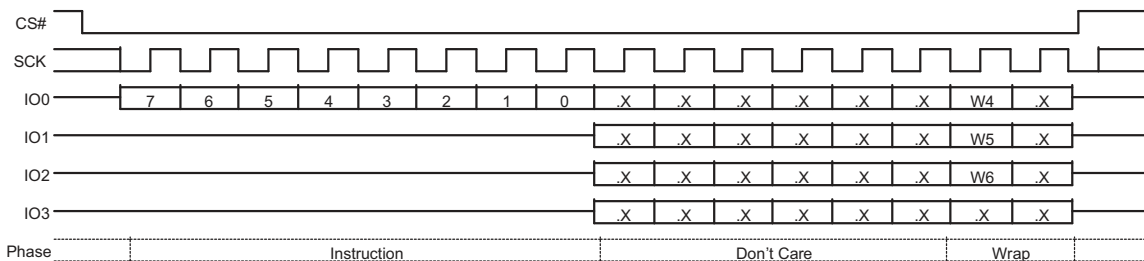 CS#
SCK
IO0 7 6 5 4 3 2 1 0 .X .X .X .X .X .X W4 .X
IO1 .X .X .X .X .X .X W5 .X
IO2 .X .X .X .X .X .X W6 .X
IO3 .X .X .X .X .X .X .X .X
Phase Instruction Don't Care Wrap